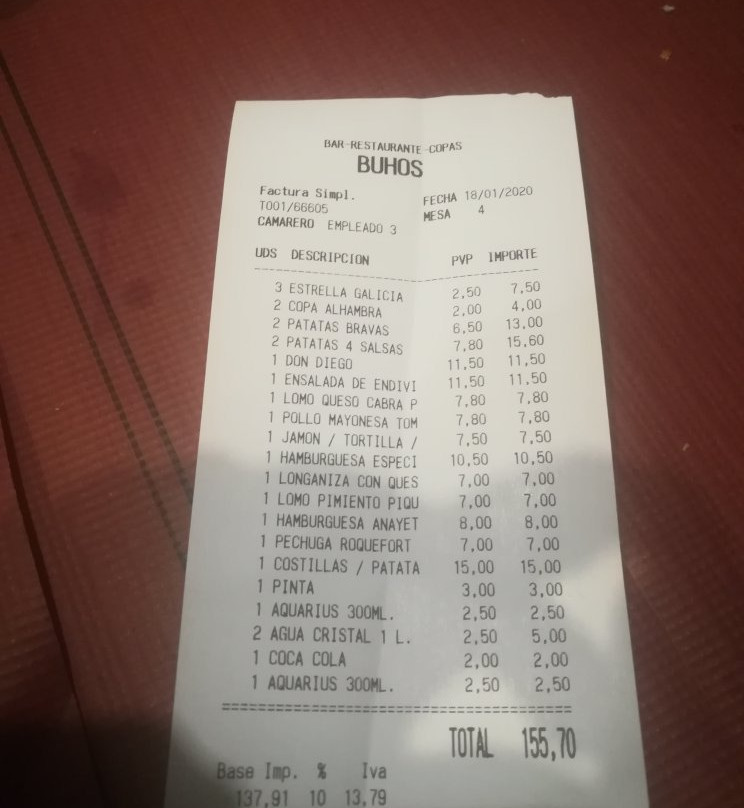 BAR-RESTAURANTE-COPAS
BUHOS
Factura Simpl. FECHA 18/01/2020
T001/66605 MESA 4
CAMARERO EMPLEADO 3
UDS DESCRIPCION PVP IMPORTE
3 ESTRELLA GALICIA 2,50 7,50
2 COPA ALHAMBRA 2,00 4,00
2 PATATAS BRAVAS 6,50 13,00
2 PATATAS 4 SALSAS 7,80 15,60
1 DON DIEGO 11,50 11,50
1 ENSALADA DE ENDIVI 11,50 11,50
1 LOMO QUESO CABRA P 7,80 7,80
1 POLLO MAYONESA TOM 7,80 7,80
1 JAMON / TORTILLA / 7,50 7,50
1 HAMBURGUESA ESPECI 10,50 10,50
1 LONGANIZA CON QUES 7,00 7,00
1 LOMO PIMIENTO PIQU 7,00 7,00
1 HAMBURGUESA ANAYET 8,00 8,00
1 PECHUGA ROQUEFORT 7,00 7,00
1 COSTILLAS / PATATA 15,00 15,00
1 PINTA 3,00 3,00
1 AQUARIUS 300ML. 2,50 2,50
2 AGUA CRISTAL 1 L. 2,50 5,00
1 COCA COLA 2,00 2,00
1 AQUARIUS 300ML. 2,50 2,50
TOTAL 155,70
Base Imp. % Iva
137,91 10 13,79